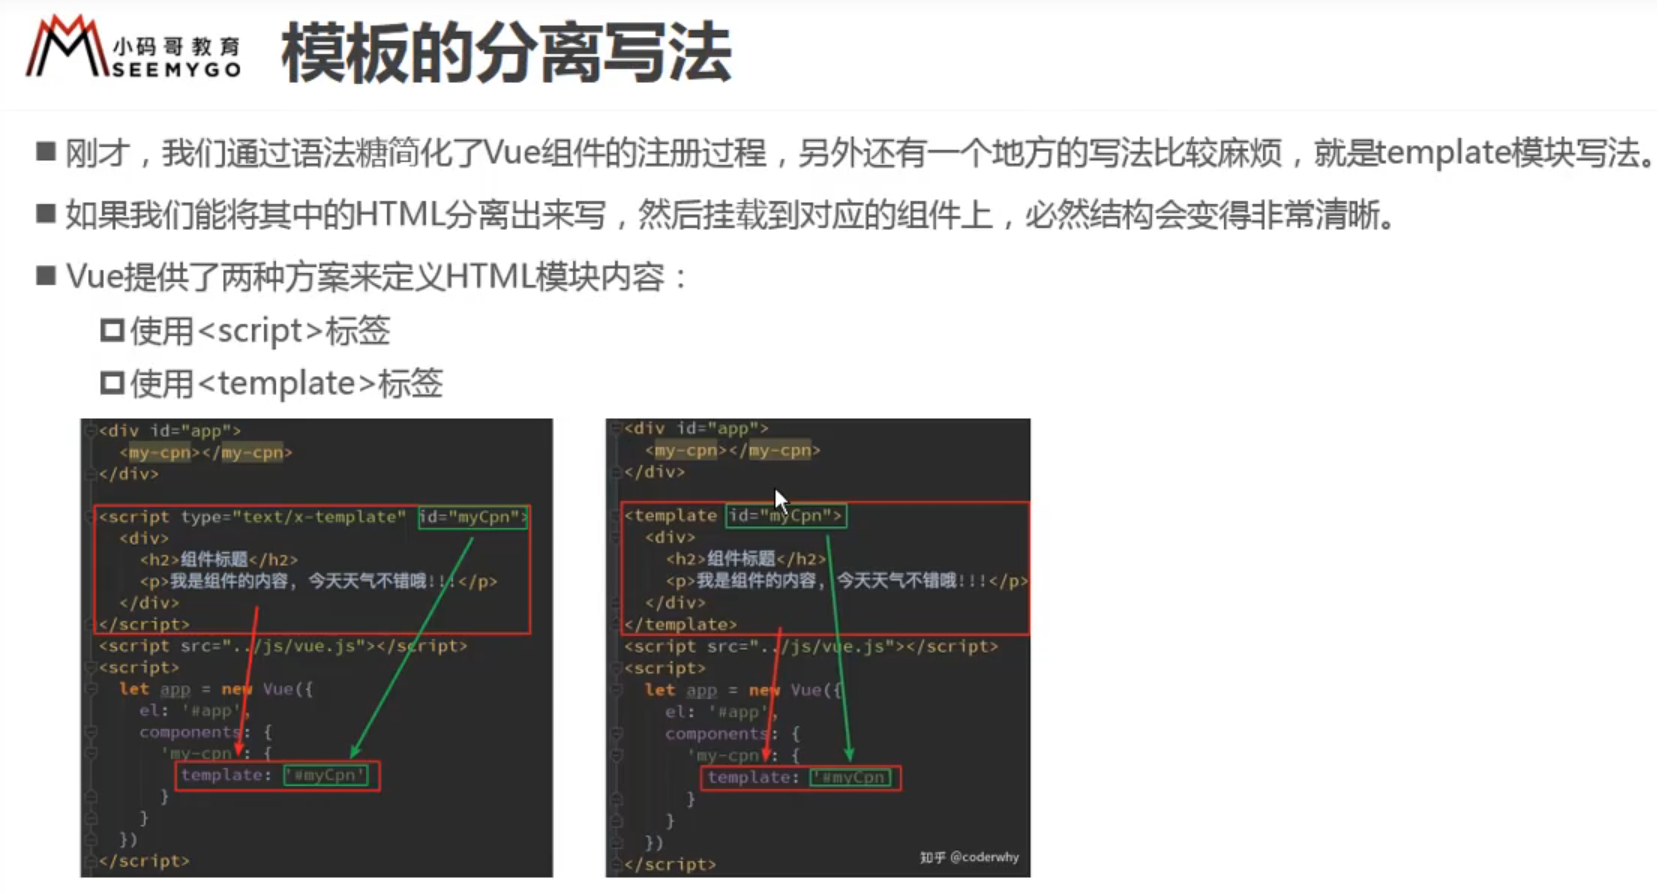 小码哥教育
SEEMYGO
模板的分离写法
刚才，我们通过语法糖简化了Vue组件的注册过程，另外还有一个地方的写法比较麻烦，就是template模块写法。
如果我们能将其中的HTML分离出来写，然后挂载到对应的组件上，必然结构会变得非常清晰。
Vue提供了两种方案来定义HTML模块内容：
使用<script>标签
使用<template>标签
<div id="app">
<my-cpn></my-cpn>
</div>
<script type="text/x-template" id="myCpn">
<div>
<h2>组件标题</h2>
<p>我是组件的内容, 今天天气不错哦!!!</p>
</div>
</script>
<script src="../js/vue.js"></script>
<script>
let app = new Vue({
el: '#app',
components: {
'my-cpn': {
template: '#myCpn'
}
}
})
</script>
<div id="app">
<my-cpn></my-cpn>
</div>
<template id="myCpn">
<div>
<h2>组件标题</h2>
<p>我是组件的内容, 今天天气不错哦!!!</p>
</div>
</template>
<script src="../js/vue.js"></script>
<script>
let app = new Vue({
el: '#app',
components: {
'my-cpn': {
template: '#myCpn
}
}
})
</script>
知乎 @coderwhy